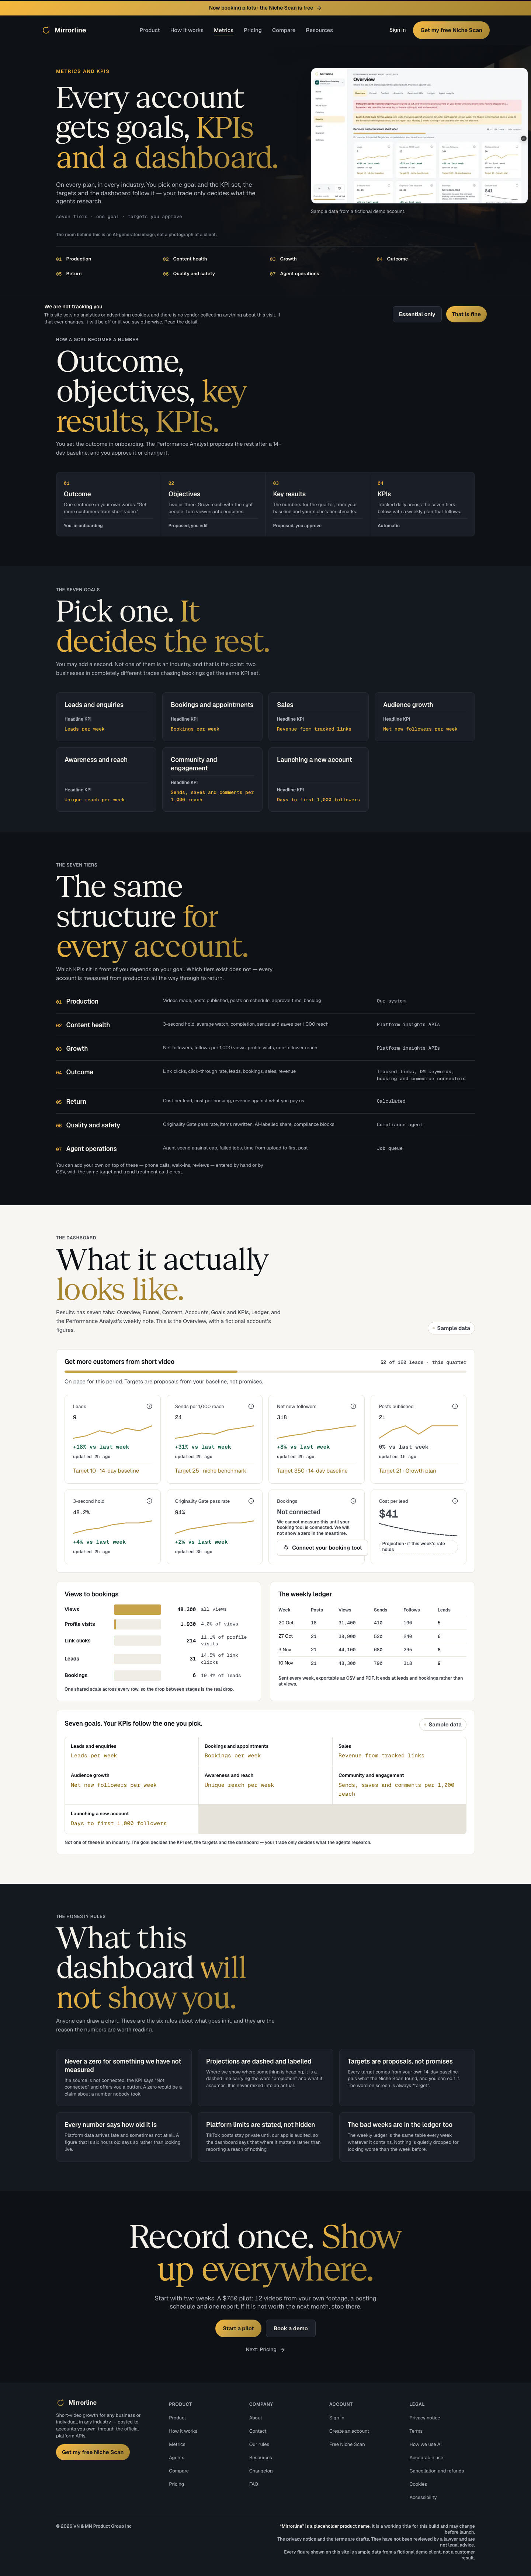 Now booking pilots · the Niche Scan is free →
Mirrorline
Product
How it works
Metrics
Pricing
Compare
Resources
Sign in
Get my free Niche Scan
METRICS AND KPIS
Every account
gets goals, KPIs
and a dashboard.
On every plan, in every industry. You pick one goal and the KPI set, the
targets and the dashboard follow it — your trade only decides what the
agents research.
seven tiers · one goal · targets you approve
The room behind this is an AI-generated image, not a photograph of a client.
Mirrorline
Overview
$41
Sample data from a fictional demo account.
01 Production
02 Content health
03 Growth
04 Outcome
05 Return
06 Quality and safety
07 Agent operations
We are not tracking you
This site sets no analytics or advertising cookies, and there is no vendor collecting anything about this visit. If
that ever changes, it will be off until you say otherwise. Read the detail.
Essential only
That is fine
HOW A GOAL BECOMES A NUMBER
Outcome,
objectives, key
results, KPIs.
You set the outcome in onboarding. The Performance Analyst proposes the rest after a 14-
day baseline, and you approve it or change it.
01
Outcome
One sentence in your own words. "Get
more customers from short video."
You, in onboarding
02
Objectives
Two or three. Grow reach with the right
people; turn viewers into enquiries.
Proposed, you edit
03
Key results
The numbers for the quarter, from your
baseline and your niche's benchmarks.
Proposed, you approve
04
KPIs
Tracked daily across the seven tiers
below, with a weekly plan that follows.
Automatic
THE SEVEN GOALS
Pick one. It
decides the rest.
You may add a second. Not one of them is an industry, and that is the point: two
businesses in completely different trades chasing bookings get the same KPI set.
Leads and enquiries
Headline KPI
Leads per week
Bookings and appointments
Headline KPI
Bookings per week
Sales
Headline KPI
Revenue from tracked links
Audience growth
Headline KPI
Net new followers per week
Awareness and reach
Headline KPI
Unique reach per week
Community and
engagement
Headline KPI
Sends, saves and comments per
1,000 reach
Launching a new account
Headline KPI
Days to first 1,000 followers
THE SEVEN TIERS
The same
structure for
every account.
Which KPIs sit in front of you depends on your goal. Which tiers exist does not — every
account is measured from production all the way through to return.
01 Production
Videos made, posts published, posts on schedule, approval time, backlog
Our system
02 Content health
3-second hold, average watch, completion, sends and saves per 1,000 reach
Platform insights APIs
03 Growth
Net followers, follows per 1,000 views, profile visits, non-follower reach
Platform insights APIs
04 Outcome
Link clicks, click-through rate, leads, bookings, sales, revenue
Tracked links, DM keywords,
booking and commerce connectors
05 Return
Cost per lead, cost per booking, revenue against what you pay us
Calculated
06 Quality and safety
Originality Gate pass rate, items rewritten, AI-labelled share, compliance blocks
Compliance agent
07 Agent operations
Agent spend against cap, failed jobs, time from upload to first post
Job queue
You can add your own on top of these — phone calls, walk-ins, reviews — entered by hand or by
CSV, with the same target and trend treatment as the rest.
THE DASHBOARD
What it actually
looks like.
Results has seven tabs: Overview, Funnel, Content, Accounts, Goals and KPIs, Ledger, and
the Performance Analyst's weekly note. This is the Overview, with a fictional account's
figures.
Sample data
Get more customers from short video
52 of 120 leads · this quarter
On pace for this period. Targets are proposals from your baseline, not promises.
Leads
9
+18% vs last week
updated 2h ago
Target 10 · 14-day baseline
Sends per 1,000 reach
24
+31% vs last week
updated 2h ago
Target 25 · niche benchmark
Net new followers
318
+8% vs last week
updated 2h ago
Target 350 · 14-day baseline
Posts published
21
0% vs last week
updated 1h ago
Target 21 · Growth plan
3-second hold
48.2%
+4% vs last week
updated 2h ago
Originality Gate pass rate
94%
+2% vs last week
updated 3h ago
Bookings
Not connected
We cannot measure this until your
booking tool is connected. We will
not show a zero in the meantime.
Connect your booking tool
Cost per lead
$41
Projection · if this week's rate
holds
Views to bookings
Views 48,300 all views
Profile visits 1,930 4.0% of views
Link clicks 214 11.1% of profile
visits
Leads 31 14.5% of link
clicks
Bookings 6 19.4% of leads
One shared scale across every row, so the drop between stages is the real drop.
The weekly ledger
Week Posts Views Sends Follows Leads
20 Oct 18 31,400 410 198 5
27 Oct 21 38,900 520 240 6
3 Nov 21 44,100 680 295 8
10 Nov 21 48,300 790 318 9
Sent every week, exportable as CSV and PDF. It ends at leads and bookings rather than
at views.
Seven goals. Your KPIs follow the one you pick.
Sample data
Leads and enquiries
Leads per week
Bookings and appointments
Bookings per week
Sales
Revenue from tracked links
Audience growth
Net new followers per week
Awareness and reach
Unique reach per week
Community and engagement
Sends, saves and comments per 1,000
reach
Launching a new account
Days to first 1,000 followers
Not one of these is an industry. The goal decides the KPI set, the targets and the dashboard — your trade only decides what the agents research.
THE HONESTY RULES
What this
dashboard will
not show you.
Anyone can draw a chart. These are the six rules about what goes in it, and they are the
reason the numbers are worth reading.
Never a zero for something we have not
measured
If a source is not connected, the KPI says "Not
connected" and offers you a button. A zero would be a
claim about a number nobody took.
Projections are dashed and labelled
Where we show where something is heading, it is a
dashed line carrying the word "projection" and what it
assumes. It is never mixed into an actual.
Targets are proposals, not promises
Every target comes from your own 14-day baseline
plus what the Niche Scan found, and you can edit it.
The word on screen is always "target".
Every number says how old it is
Platform data arrives late and sometimes not at all. A
figure that is six hours old says so rather than looking
live.
Platform limits are stated, not hidden
TikTok posts stay private until our app is audited, so
the dashboard says that where it matters rather than
reporting a reach of nothing.
The bad weeks are in the ledger too
The weekly ledger is the same table every week
whatever it contains. Nothing is quietly dropped for
looking worse than the week before.
Record once. Show
up everywhere.
Start with two weeks. A $750 pilot: 12 videos from your own footage, a posting
schedule and one report. If it is not worth the next month, stop there.
Start a pilot
Book a demo
Next: Pricing →
Mirrorline
Short-video growth for any business or
individual, in any industry — posted to
accounts you own, through the official
platform APIs.
Get my free Niche Scan
PRODUCT
Product
How it works
Metrics
Agents
Compare
Pricing
COMPANY
About
Contact
Our rules
Resources
Changelog
FAQ
ACCOUNT
Sign in
Create an account
Free Niche Scan
LEGAL
Privacy notice
Terms
How we use AI
Acceptable use
Cancellation and refunds
Cookies
Accessibility
© 2026 VN & MN Product Group Inc
"Mirrorline" is a placeholder product name. It is a working title for this build and may change
before launch.
The privacy notice and the terms are drafts. They have not been reviewed by a lawyer and are
not legal advice.
Every figure shown on this site is sample data from a fictional demo client, not a customer
result.